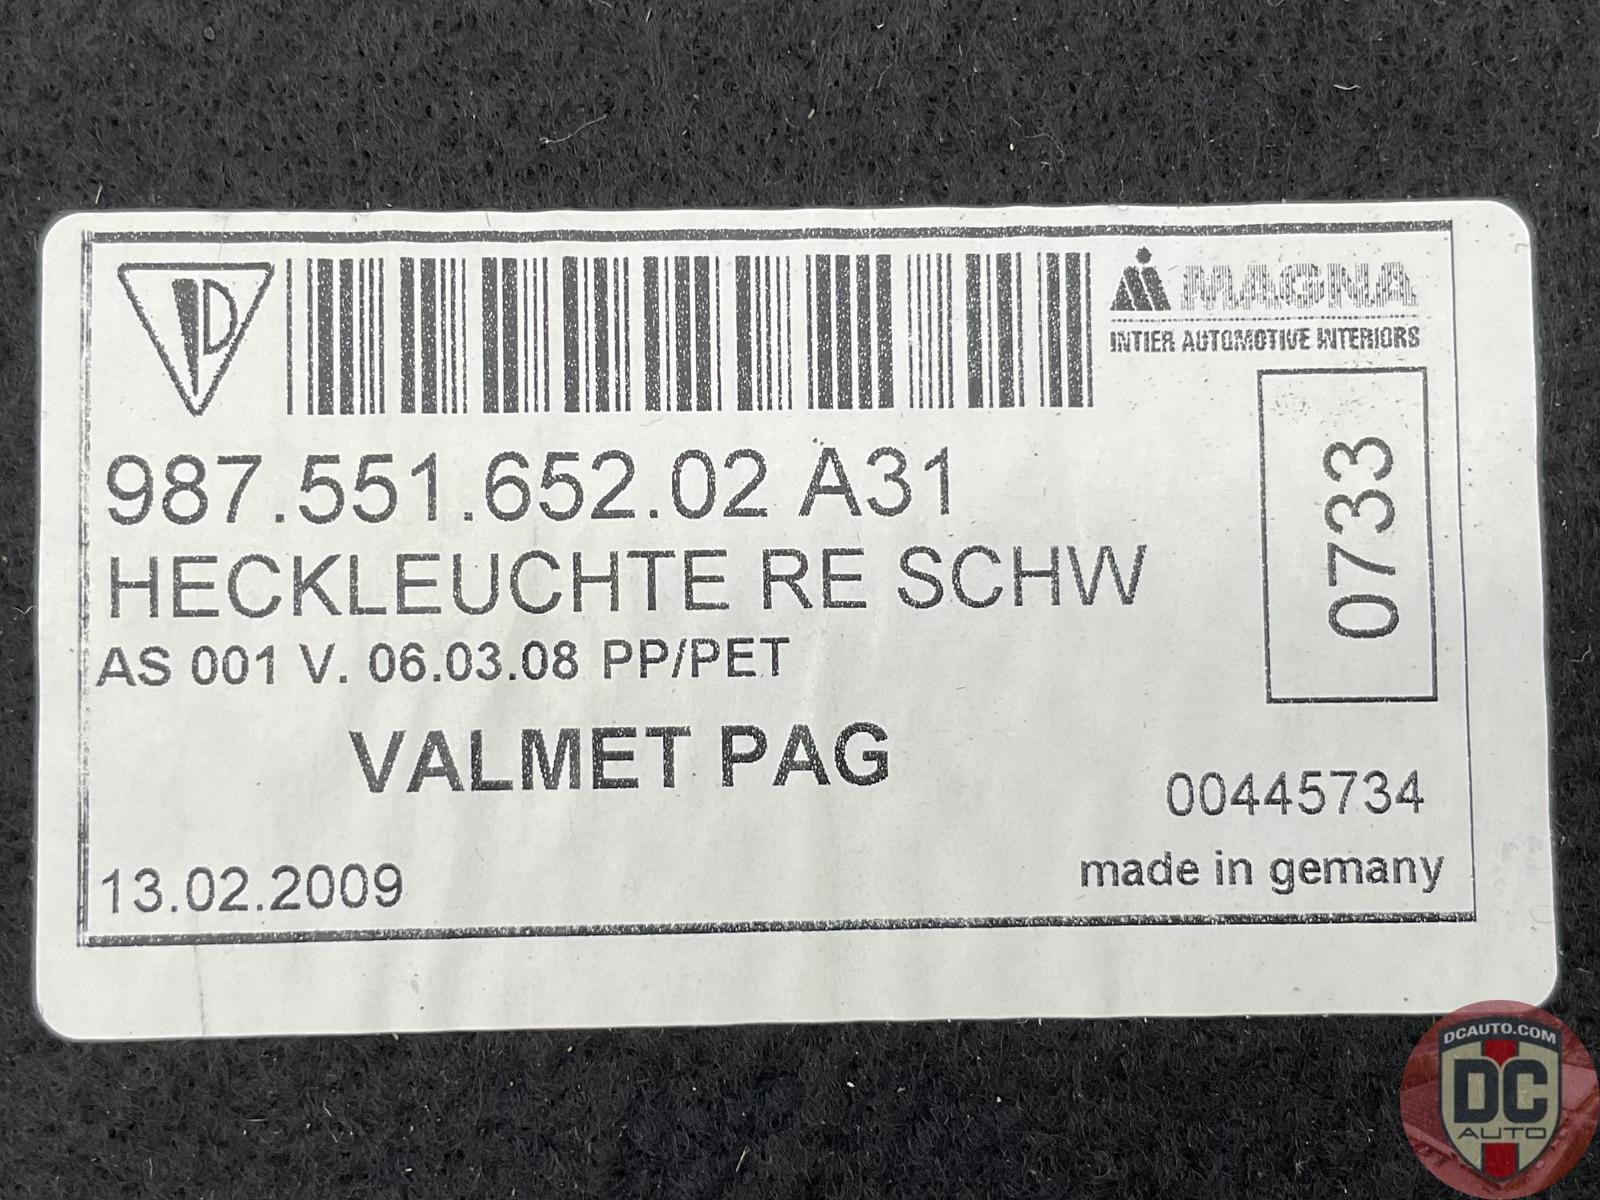 D
MAGNA
INTIER AUTOMOTIVE INTERIORS
987.551.652.02 A31
HECKLEUCHTE RE SCHW
AS 001 V. 06.03.08 PP/PET
0733
VALMET PAG
00445734
made in gemany
13.02.2009
DCAUTO.COM
DC
AUTO